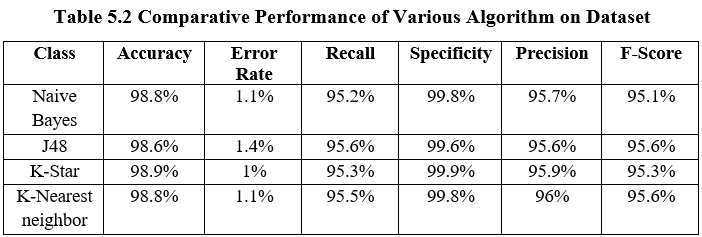 Table 5.2 Comparative Performance of Various Algorithm on Dataset
Class Accuracy Error Rate Recall Specificity Precision F-Score
Naive Bayes 98.8% 1.1% 95.2% 99.8% 95.7% 95.1%
J48 98.6% 1.4% 95.6% 99.6% 95.6% 95.6%
K-Star 98.9% 1% 95.3% 99.9% 95.9% 95.3%
K-Nearest neighbor 98.8% 1.1% 95.5% 99.8% 96% 95.6%